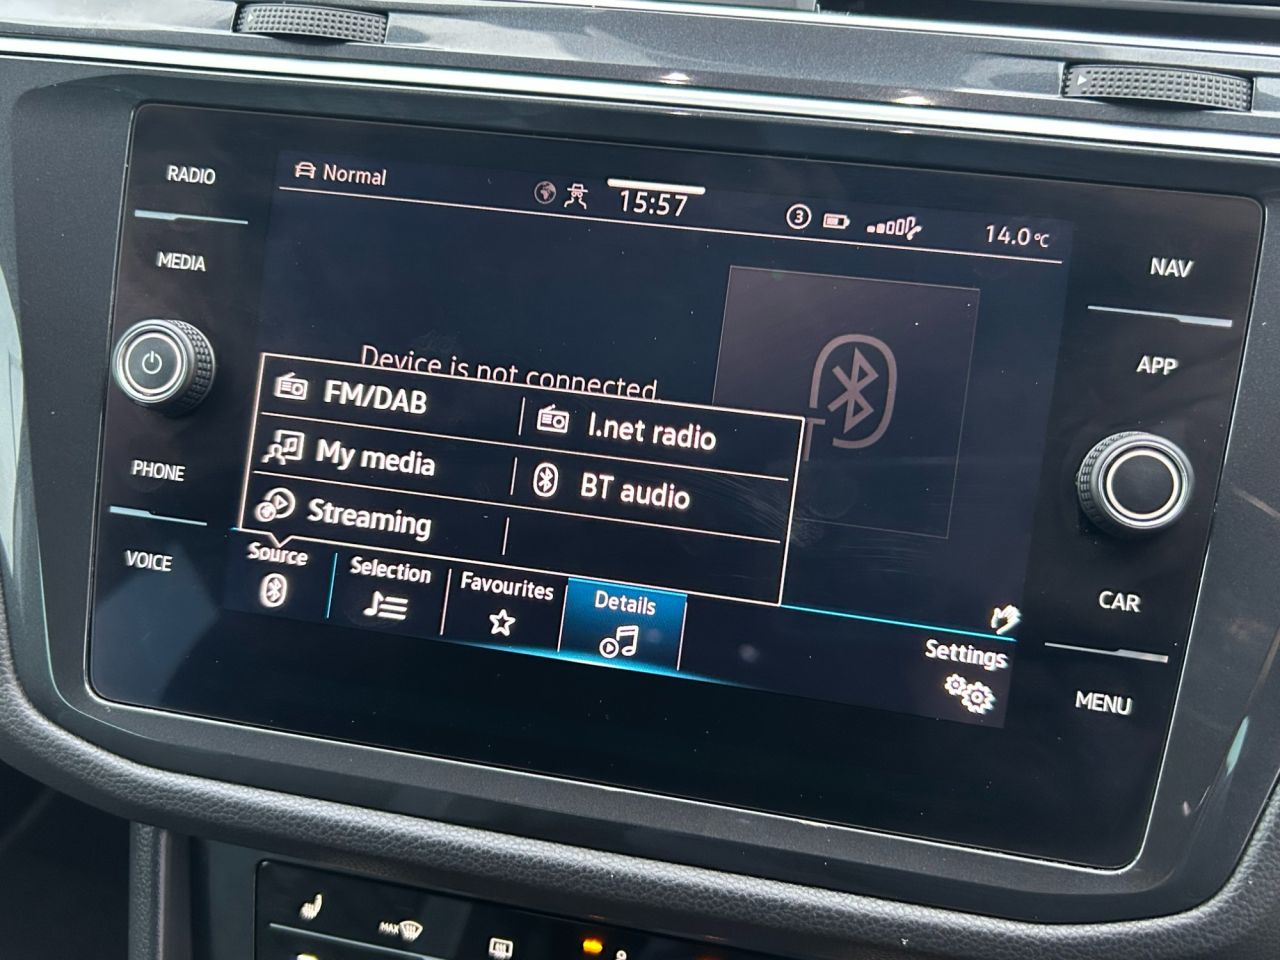 RADIO
MEDIA
PHONE
VOICE
Normal
15:57
3
14.0 °C
Device is not connected.
FM/DAB
I.net radio
My media
BT audio
Streaming
Source
Selection
Favourites
Details
Settings
NAV
APP
CAR
MENU
MAX